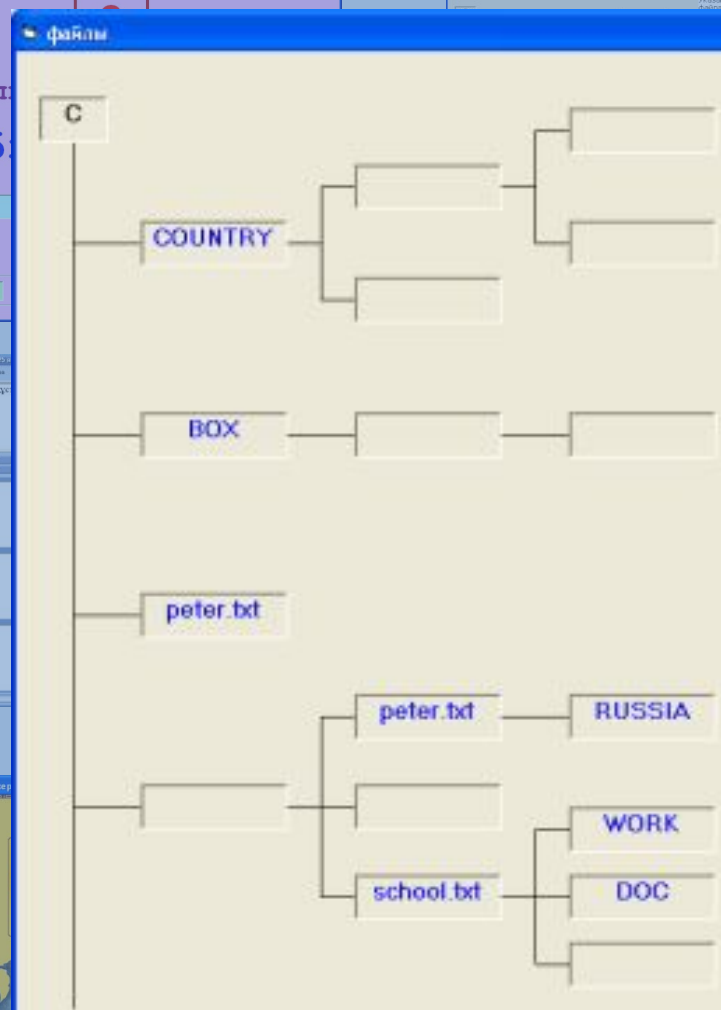 файлы
C
COUNTRY
BOX
peter.txt
peter.txt
RUSSIA
WORK
school.txt
DOC